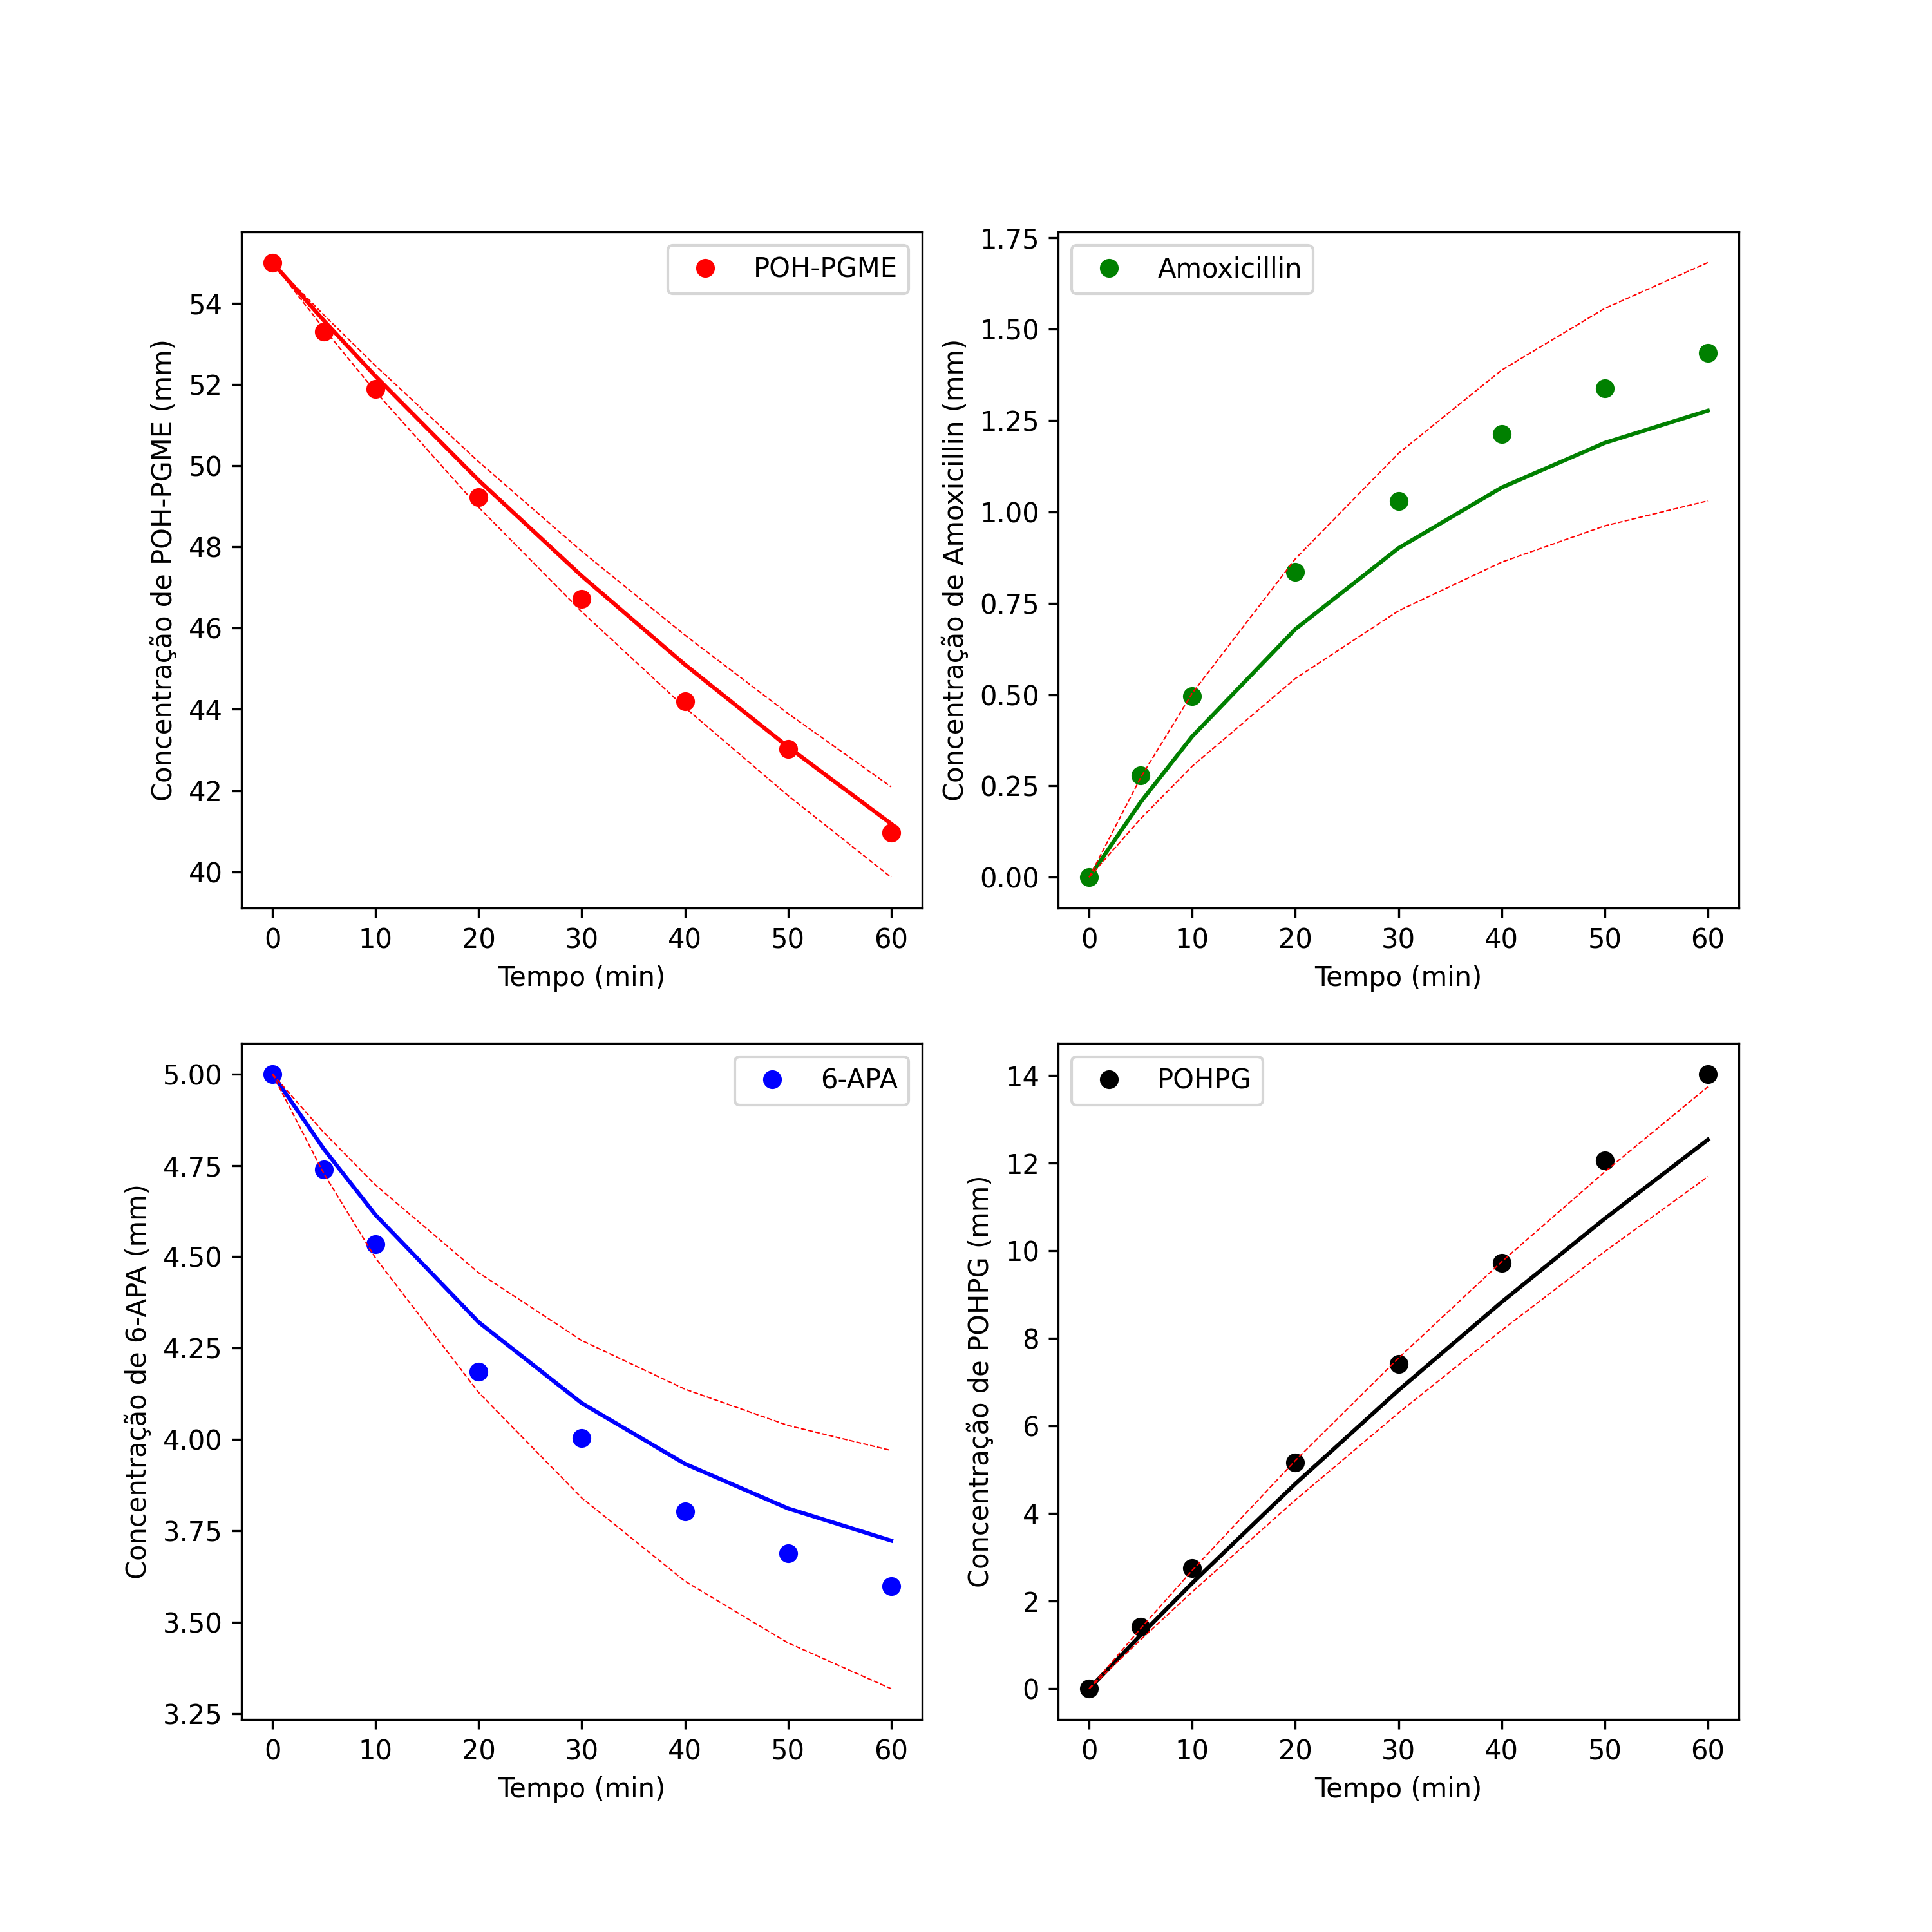 POH-PGME
Concentração de POH-PGME (mm)
54
52
50
48
46
44
42
40
0 10 20 30 40 50 60
Tempo (min)
Amoxicillin
Concentração de Amoxicillin (mm)
1.75
1.50
1.25
1.00
0.75
0.50
0.25
0.00
0 10 20 30 40 50 60
Tempo (min)
6-APA
Concentração de 6-APA (mm)
5.00
4.75
4.50
4.25
4.00
3.75
3.50
3.25
0 10 20 30 40 50 60
Tempo (min)
POHPG
Concentração de POHPG (mm)
14
12
10
8
6
4
2
0
0 10 20 30 40 50 60
Tempo (min)